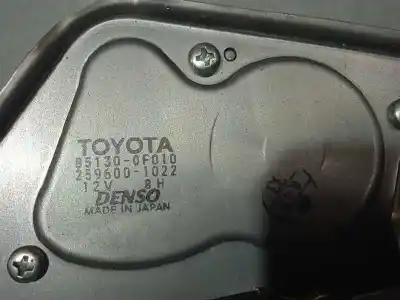 TOYOTA
85130-0F010
259600-1022
12V 8H
DENSO
MADE IN JAPAN